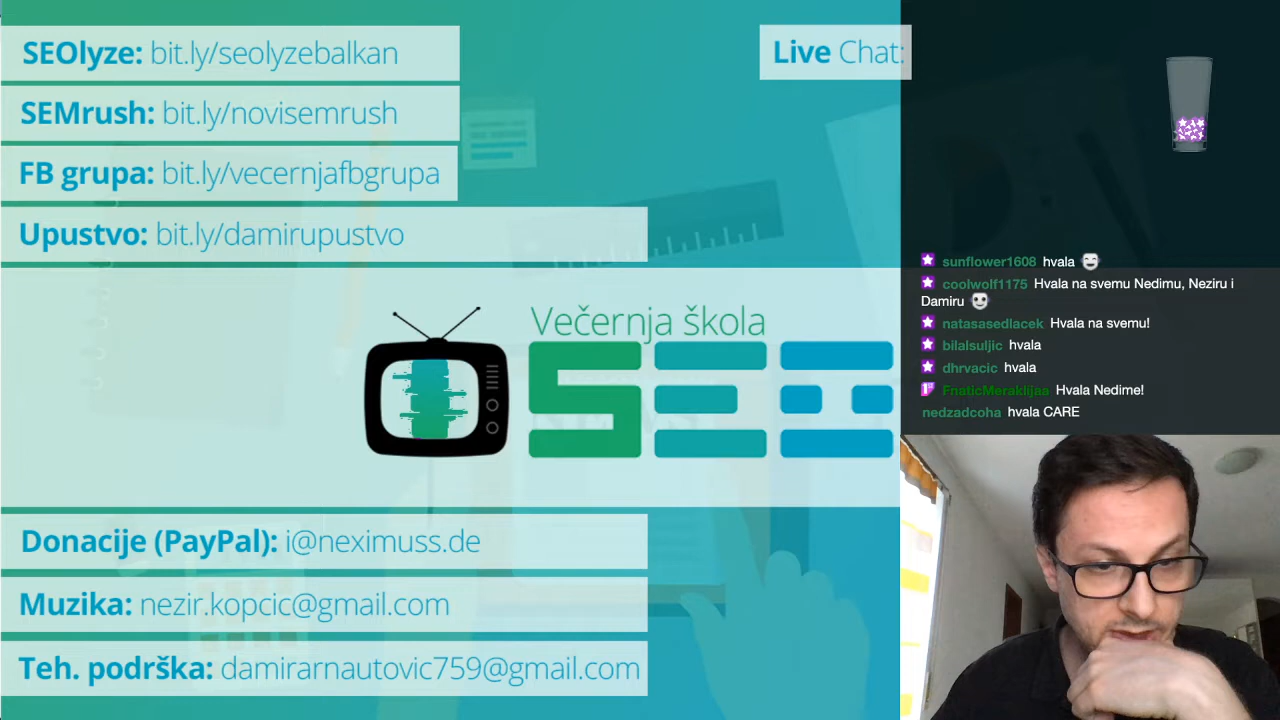 SEOlyze: bit.ly/seolyzebalkan
SEMrush: bit.ly/novisemrush
FB grupa: bit.ly/vecernjafbgrupa
Upustvo: bit.ly/damirupustvo
Večernja škola
SEO
Donacije (PayPal): i@neximuss.de
Muzika: nezir.kopcic@gmail.com
Teh. podrška: damirarnautovic759@gmail.com
Live Chat:
sunflower1608 hvala
coolwolf1175 Hvala na svemu Nedimu, Neziru i
Damiru
natasasedlacek Hvala na svemu!
bilalsuljic hvala
dhrvacic hvala
FnaticMeraklijaa Hvala Nedime!
nedzadcoha hvala CARE